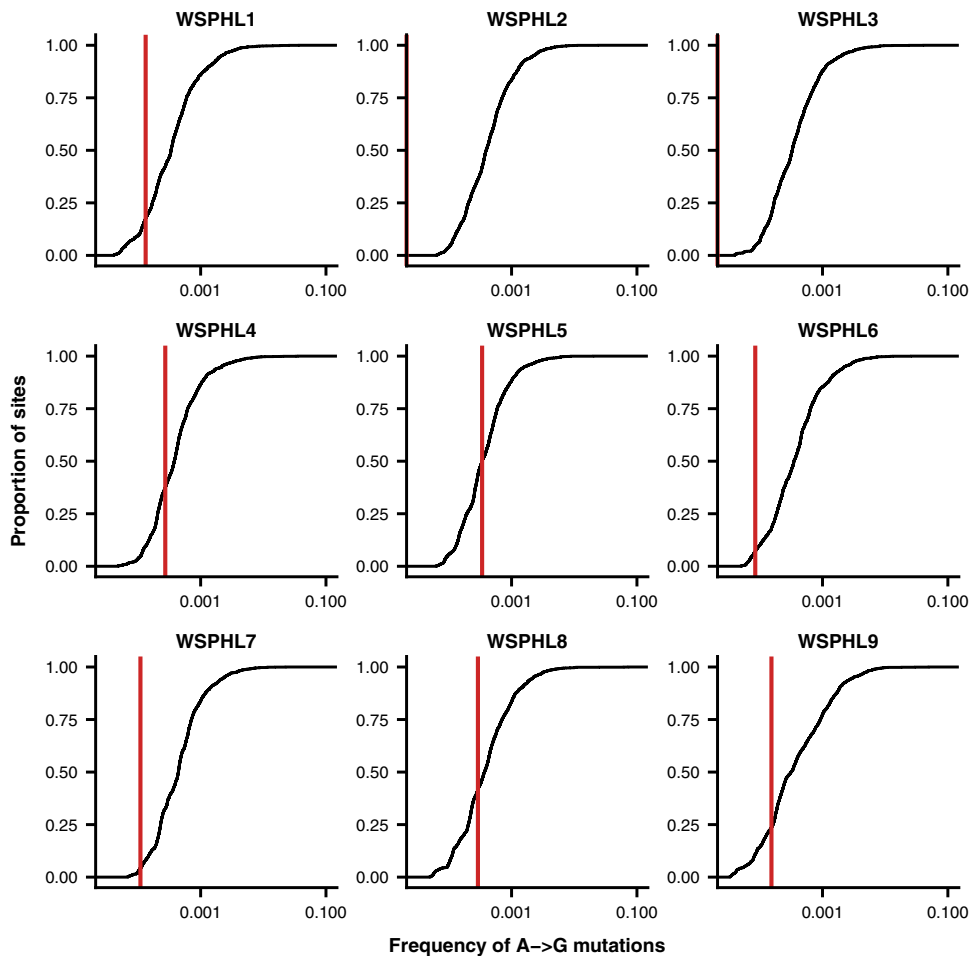 WSPHL1 WSPHL2 WSPHL3
1.00 1.00 1.00
0.75 0.75 0.75
0.50 0.50 0.50
0.25 0.25 0.25
0.00 0.00 0.00
0.001 0.100 0.001 0.100 0.001 0.100
WSPHL4 WSPHL5 WSPHL6
1.00 1.00 1.00
0.75 0.75 0.75
Proportion of sites
0.50 0.50 0.50
0.25 0.25 0.25
0.00 0.00 0.00
0.001 0.100 0.001 0.100 0.001 0.100
WSPHL7 WSPHL8 WSPHL9
1.00 1.00 1.00
0.75 0.75 0.75
0.50 0.50 0.50
0.25 0.25 0.25
0.00 0.00 0.00
0.001 0.100 0.001 0.100 0.001 0.100
Frequency of A−>G mutations